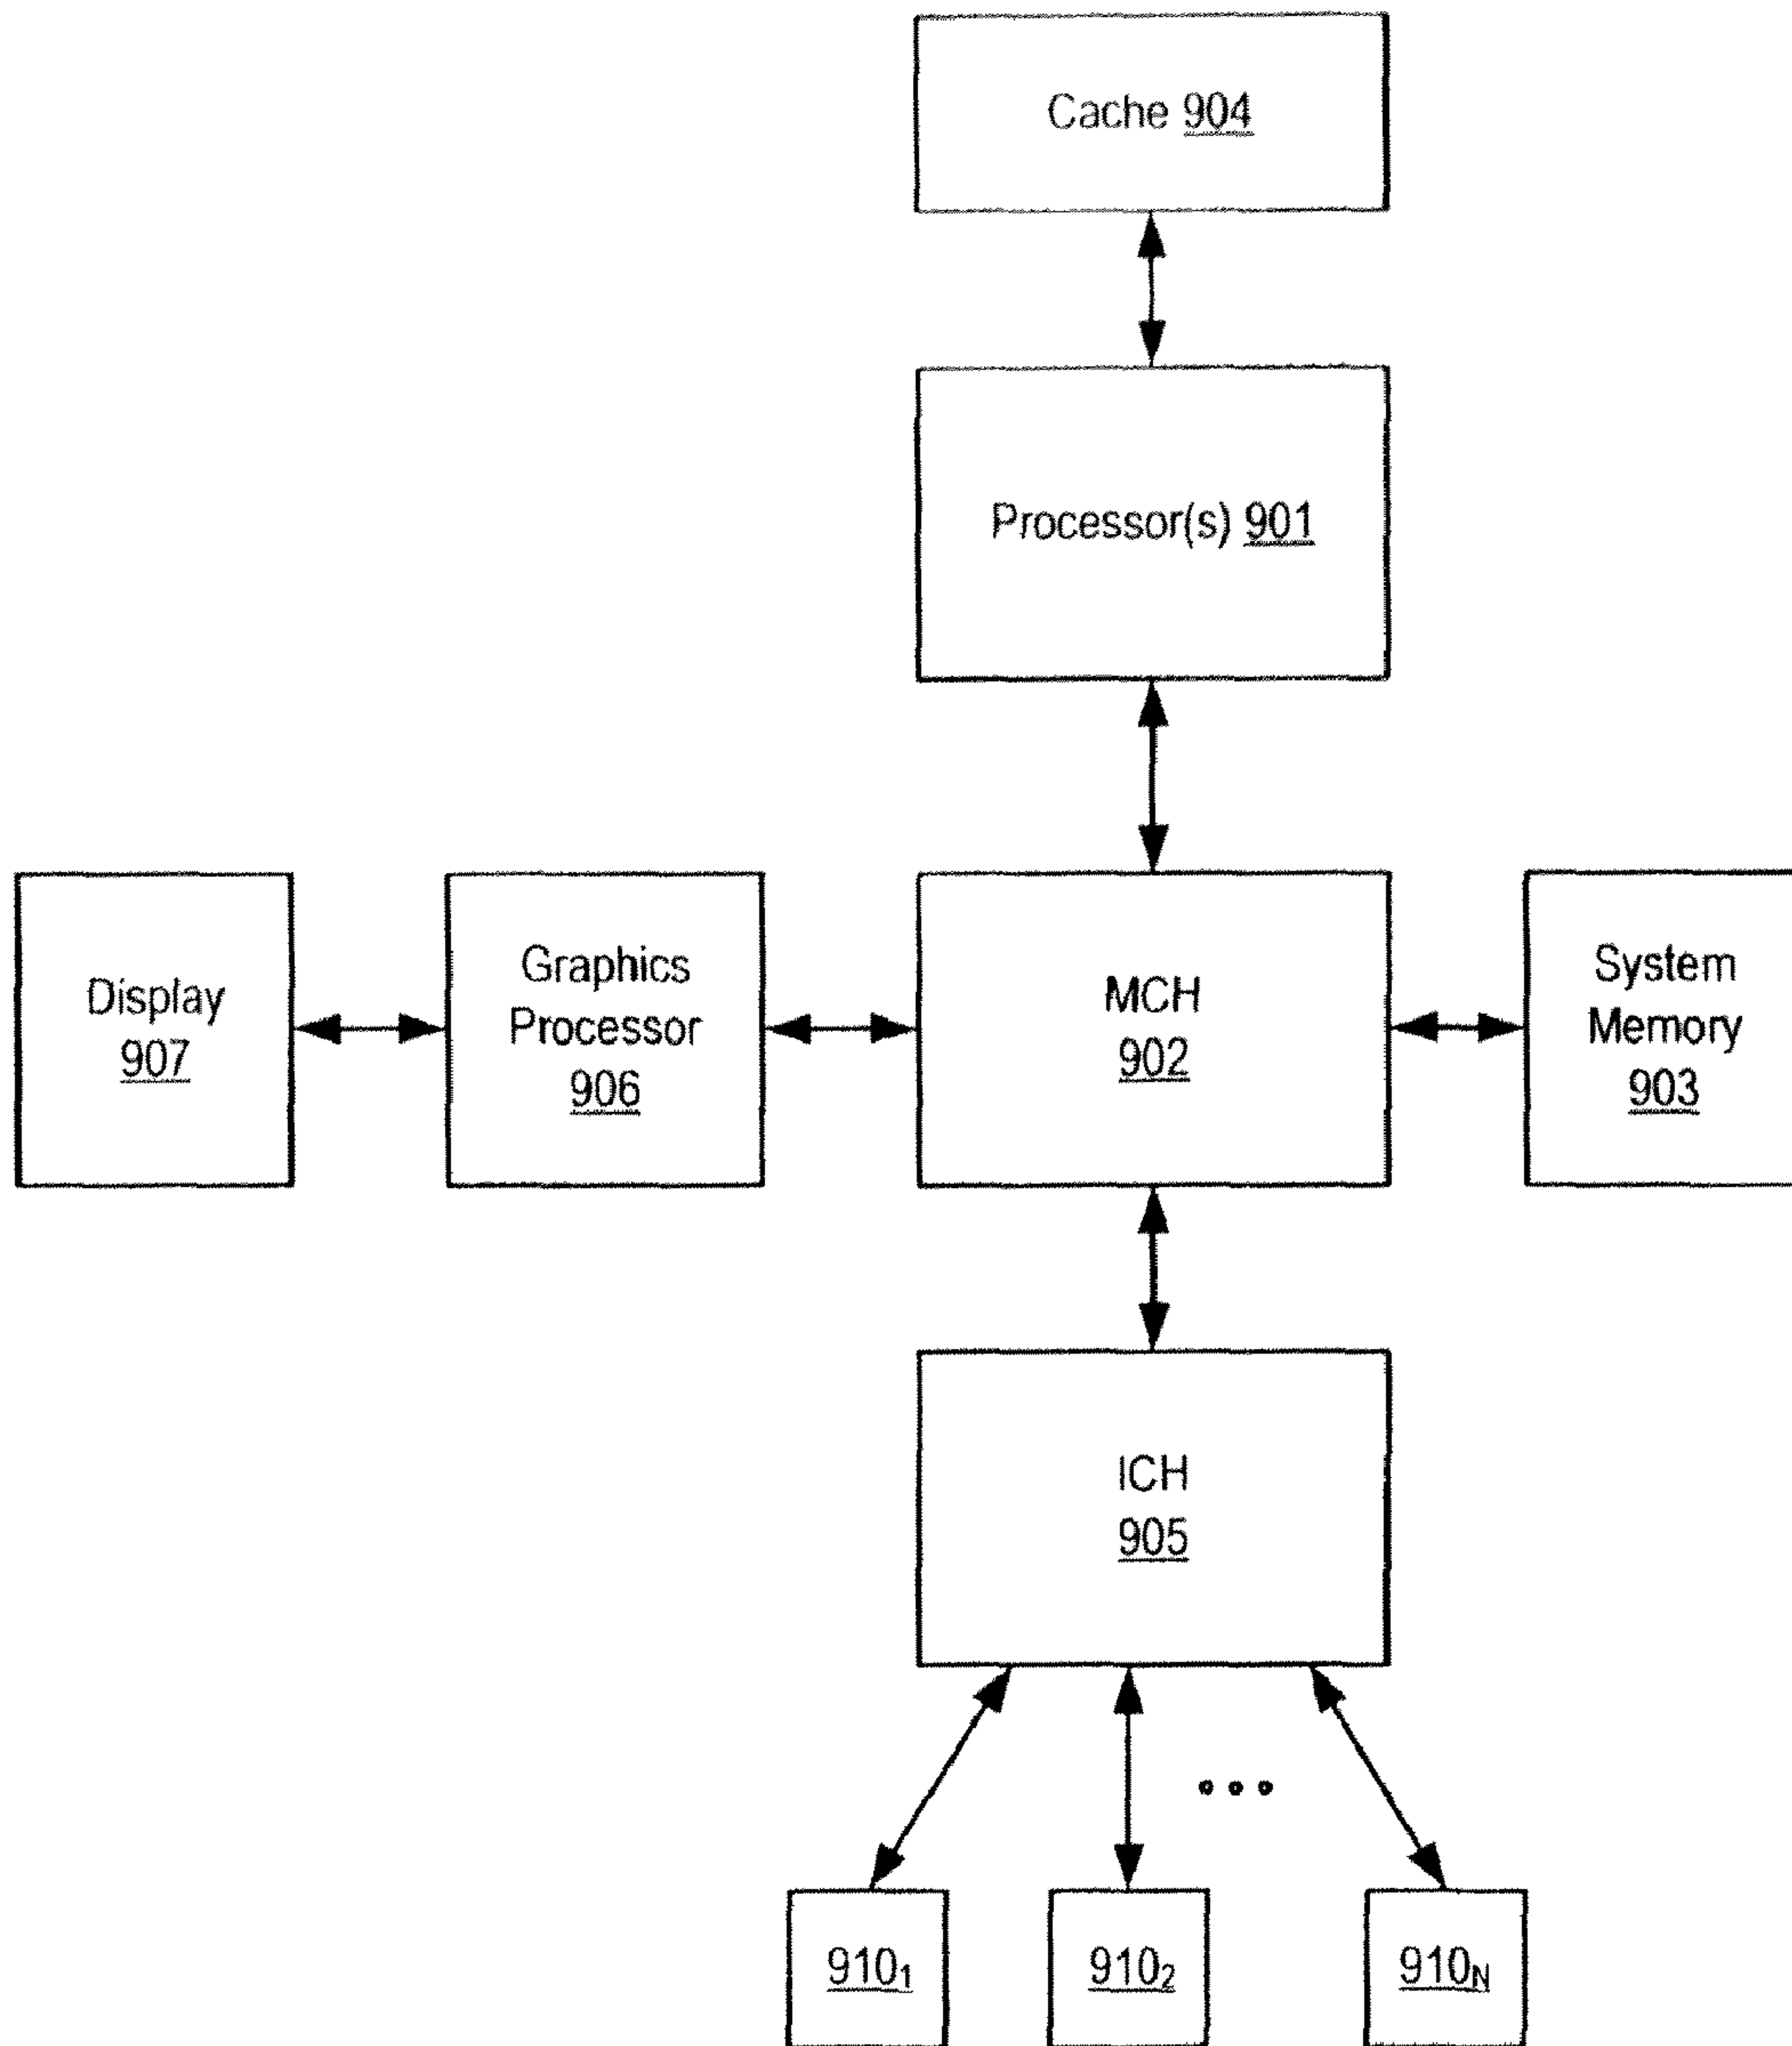 Cache 904
Processor(s) 901
Display
907
Graphics
Processor
906
MCH
902
System
Memory
903
ICH
905
910₁
910₂
910N